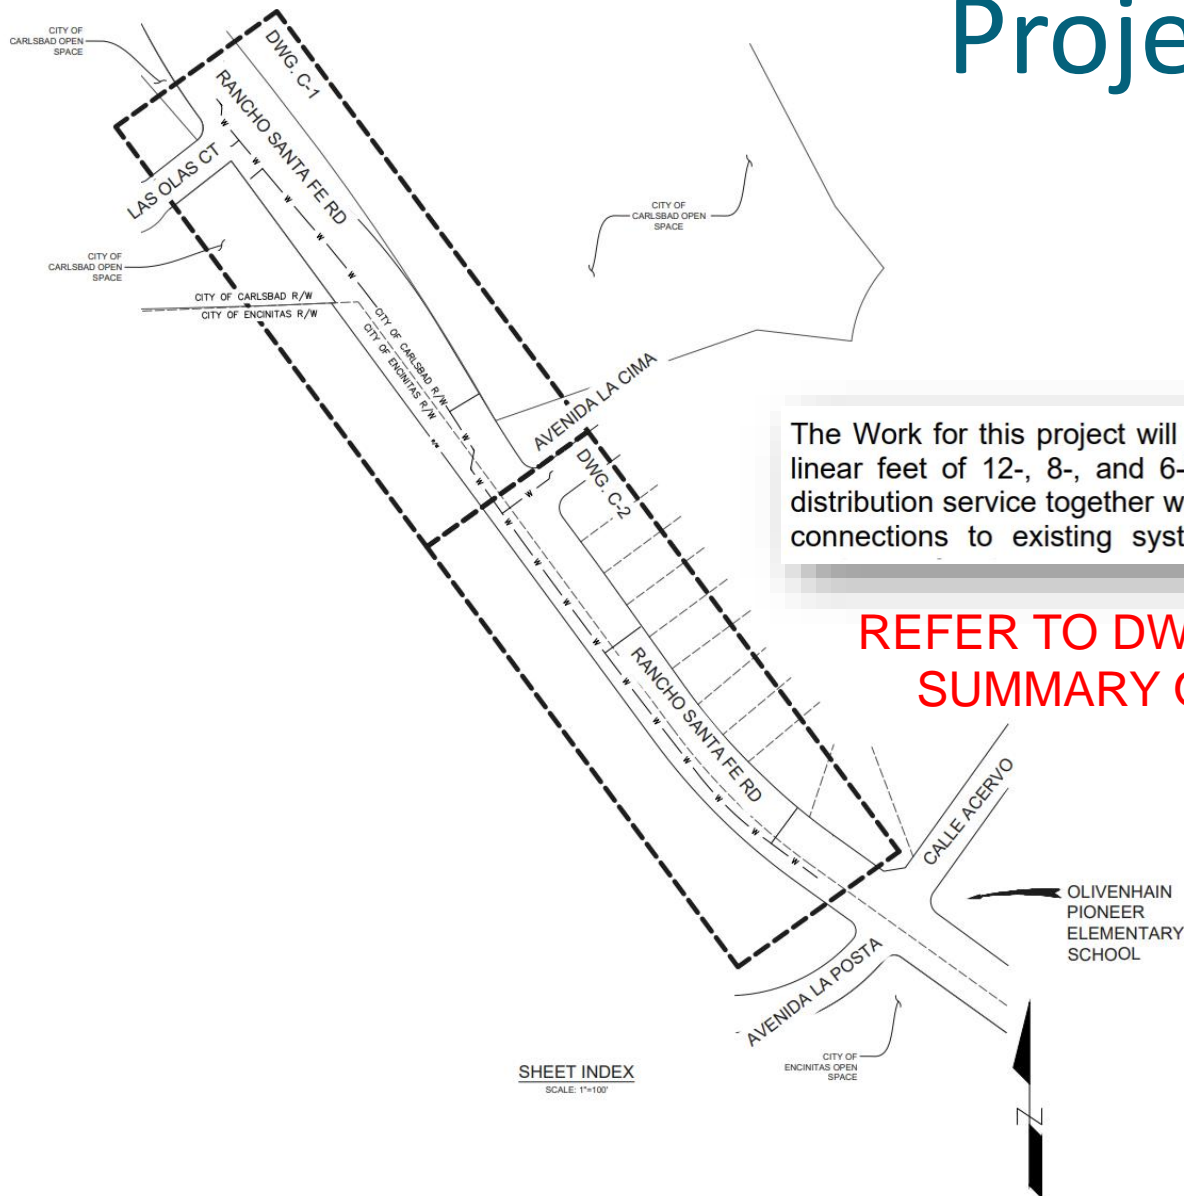 Proje
CITY OF
CARLSBAD OPEN
SPACE
DWG. C-1
RANCHO SANTA FE RD
LAS OLAS CT
CITY OF
CARLSBAD OPEN
SPACE
CITY OF
CARLSBAD OPEN
SPACE
CITY OF CARLSBAD R/W
CITY OF ENCINITAS R/W
CITY OF CARLSBAD R/W
CITY OF ENCINITAS R/W
AVENIDA LA CIMA
DWG. C-2
The Work for this project will
linear feet of 12-, 8-, and 6-
distribution service together w
connections to existing syst
REFER TO DW
SUMMARY
RANCHO SANTA FE RD
CALLE ACERVO
OLIVENHAIN
PIONEER
ELEMENTARY
SCHOOL
AVENIDA LA POSTA
CITY OF
ENCINITAS OPEN
SPACE
SHEET INDEX
SCALE: 1"=100'
W W W W W W W W W W W W W W W W W W
N